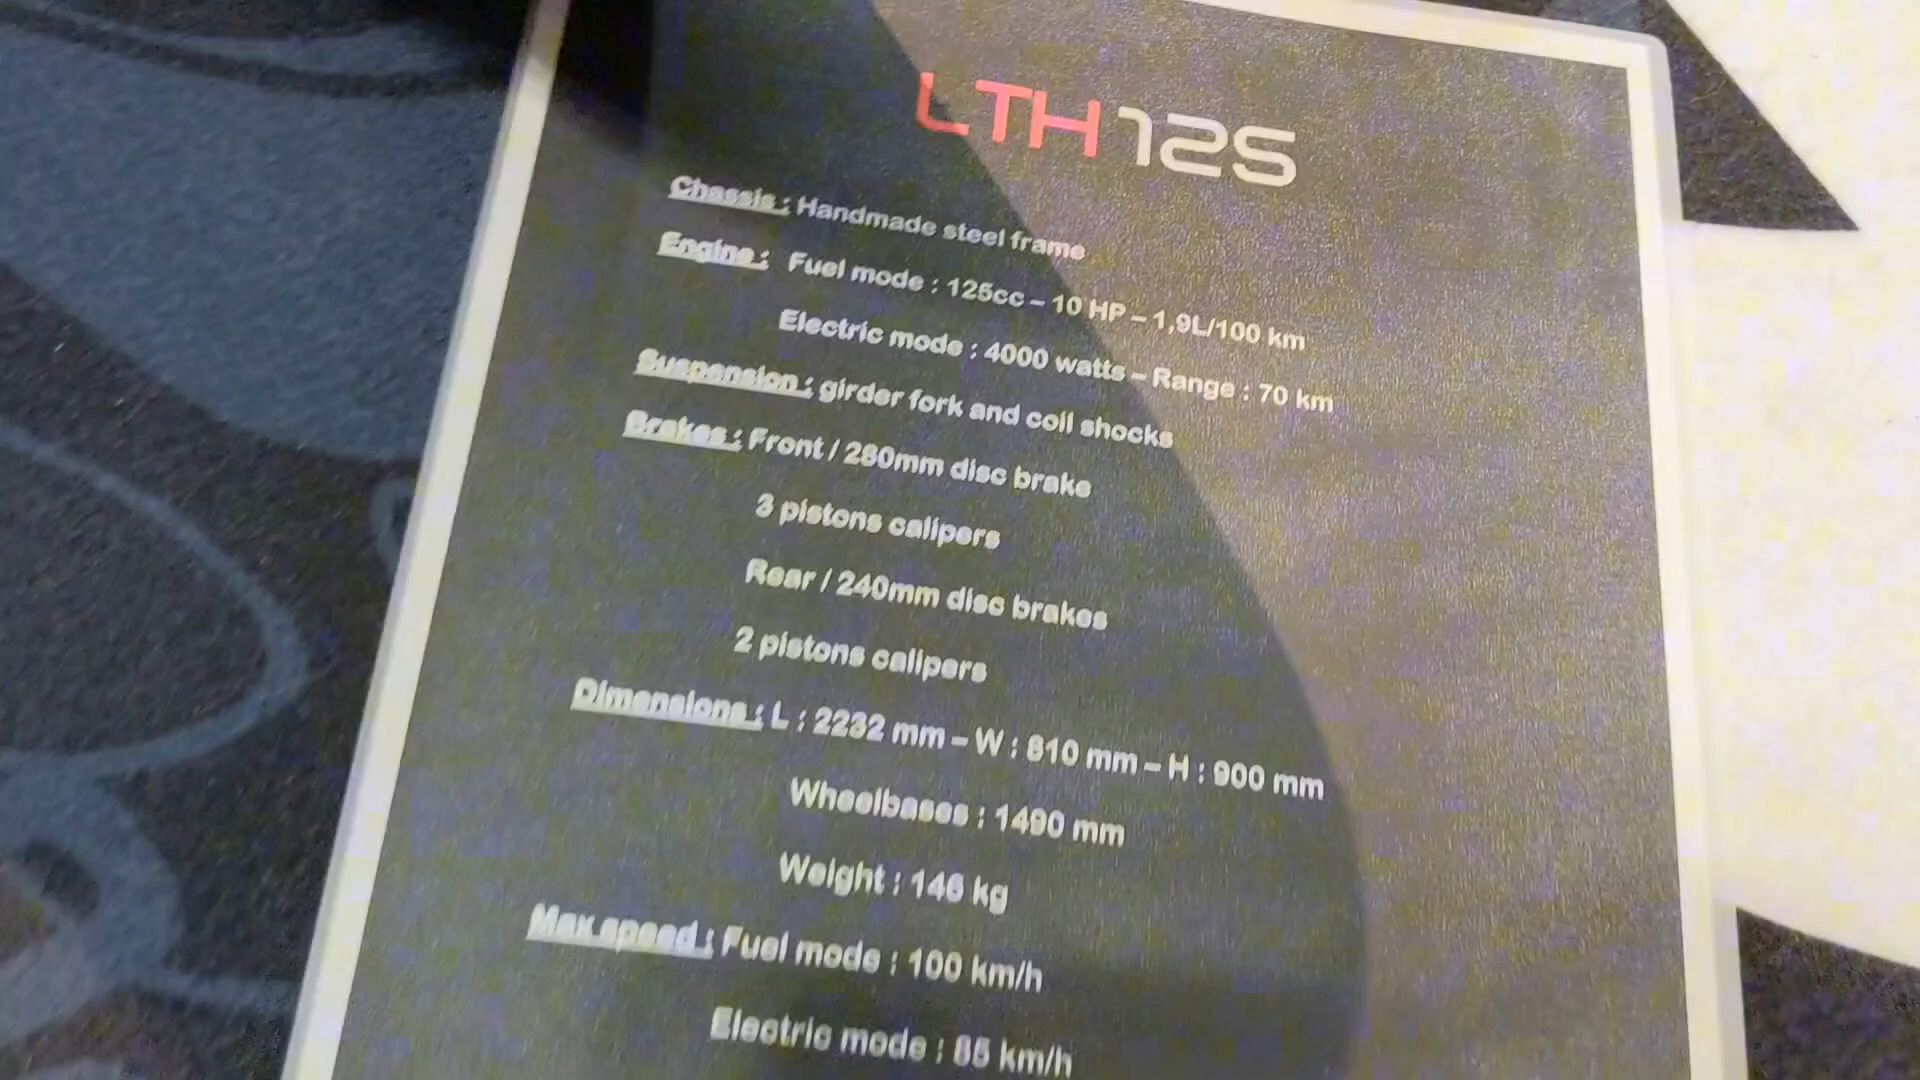 LTH 125
Chassis : Handmade steel frame
Engine : Fuel mode : 125cc – 10 HP – 1,9L/100 km
Electric mode : 4000 watts – Range : 70 km
Suspension : girder fork and coil shocks
Brakes : Front / 280mm disc brake
3 pistons calipers
Rear / 240mm disc brakes
2 pistons calipers
Dimensions : L : 2232 mm – W : 810 mm – H : 900 mm
Wheelbases : 1490 mm
Weight : 146 kg
Max speed : Fuel mode : 100 km/h
Electric mode : 85 km/h